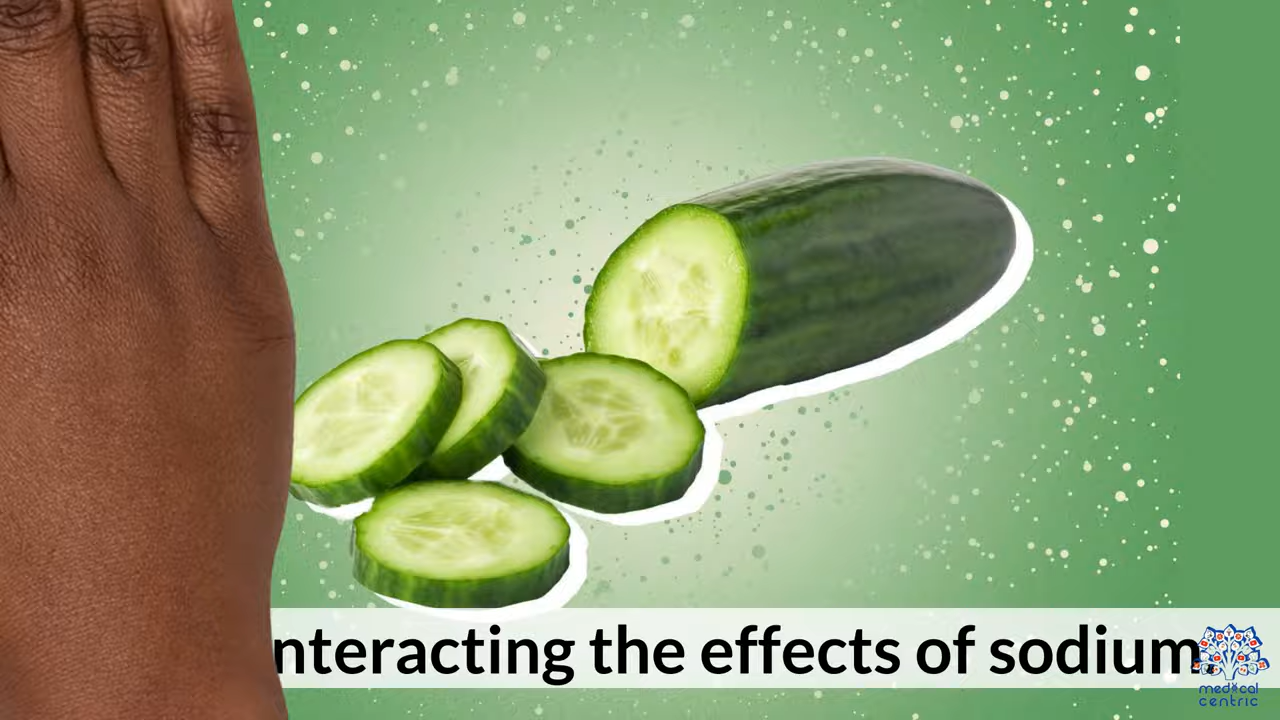 nteracting the effects of sodium.
medical
centric